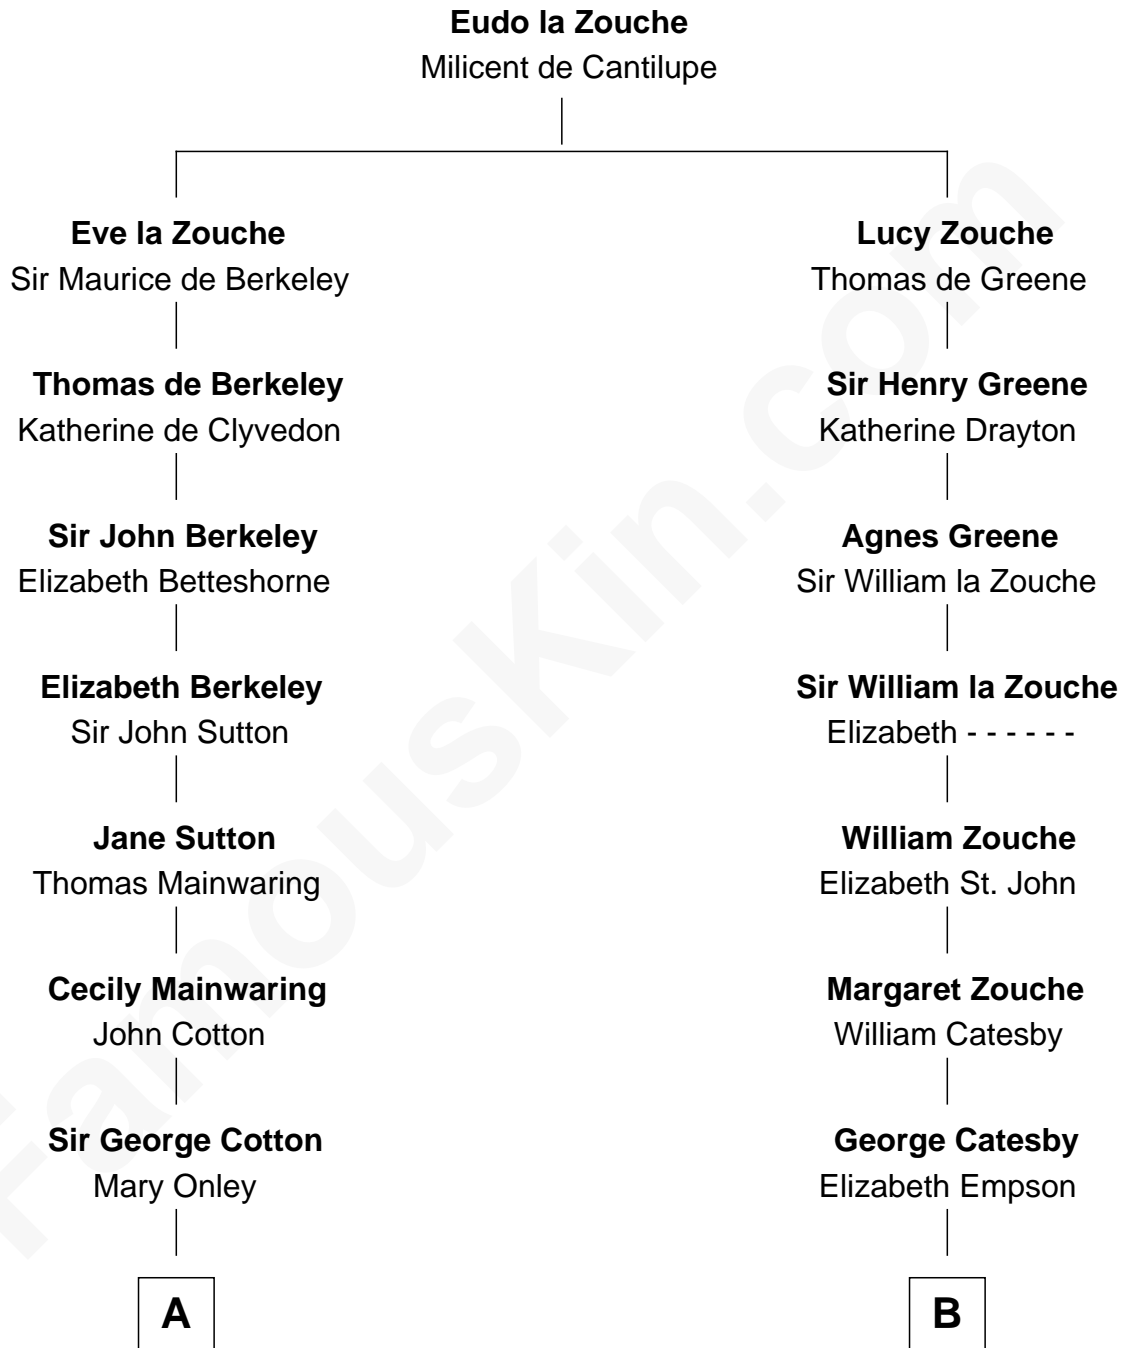 Eudo la Zouche
Milicent de Cantilupe
Eve la Zouche
Sir Maurice de Berkeley
Lucy Zouche
Thomas de Greene
Thomas de Berkeley
Katherine de Clyvedon
Sir Henry Greene
Katherine Drayton
Sir John Berkeley
Elizabeth Betteshorne
Agnes Greene
Sir William la Zouche
Elizabeth Berkeley
Sir John Sutton
Sir William la Zouche
Elizabeth - - - - - -
Jane Sutton
Thomas Mainwaring
William Zouche
Elizabeth St. John
Cecily Mainwaring
John Cotton
Margaret Zouche
William Catesby
Sir George Cotton
Mary Onley
George Catesby
Elizabeth Empson
A
B
FamousKin.com